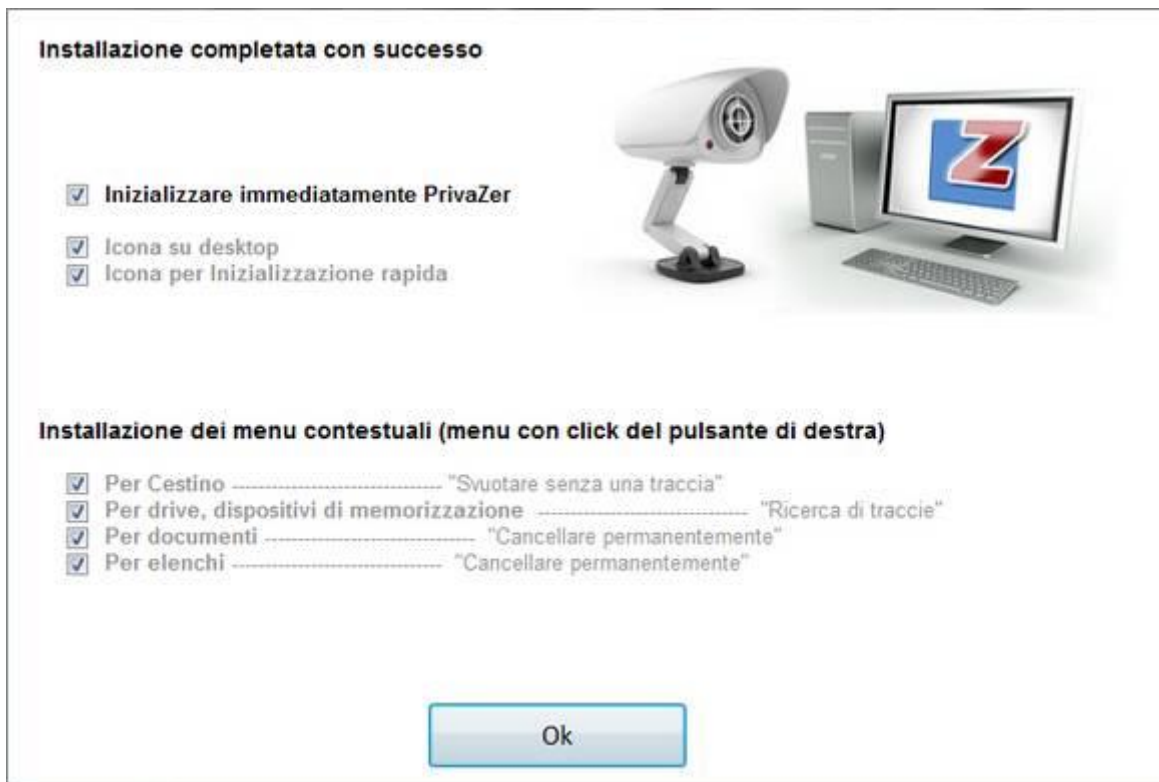 Installazione completata con successo
Inizializzare immediatamente PrivaZer
Icona su desktop
Icona per Inizializzazione rapida
Z
Installazione dei menu contestuali (menu con click del pulsante di destra)
Per Cestino ------------------------------ "Svuotare senza una traccia"
Per drive, dispositivi di memorizzazione ------------------------------ "Ricerca di traccie"
Per documenti ------------------------------ "Cancellare permanentemente"
Per elenchi ------------------------------ "Cancellare permanentemente"
Ok